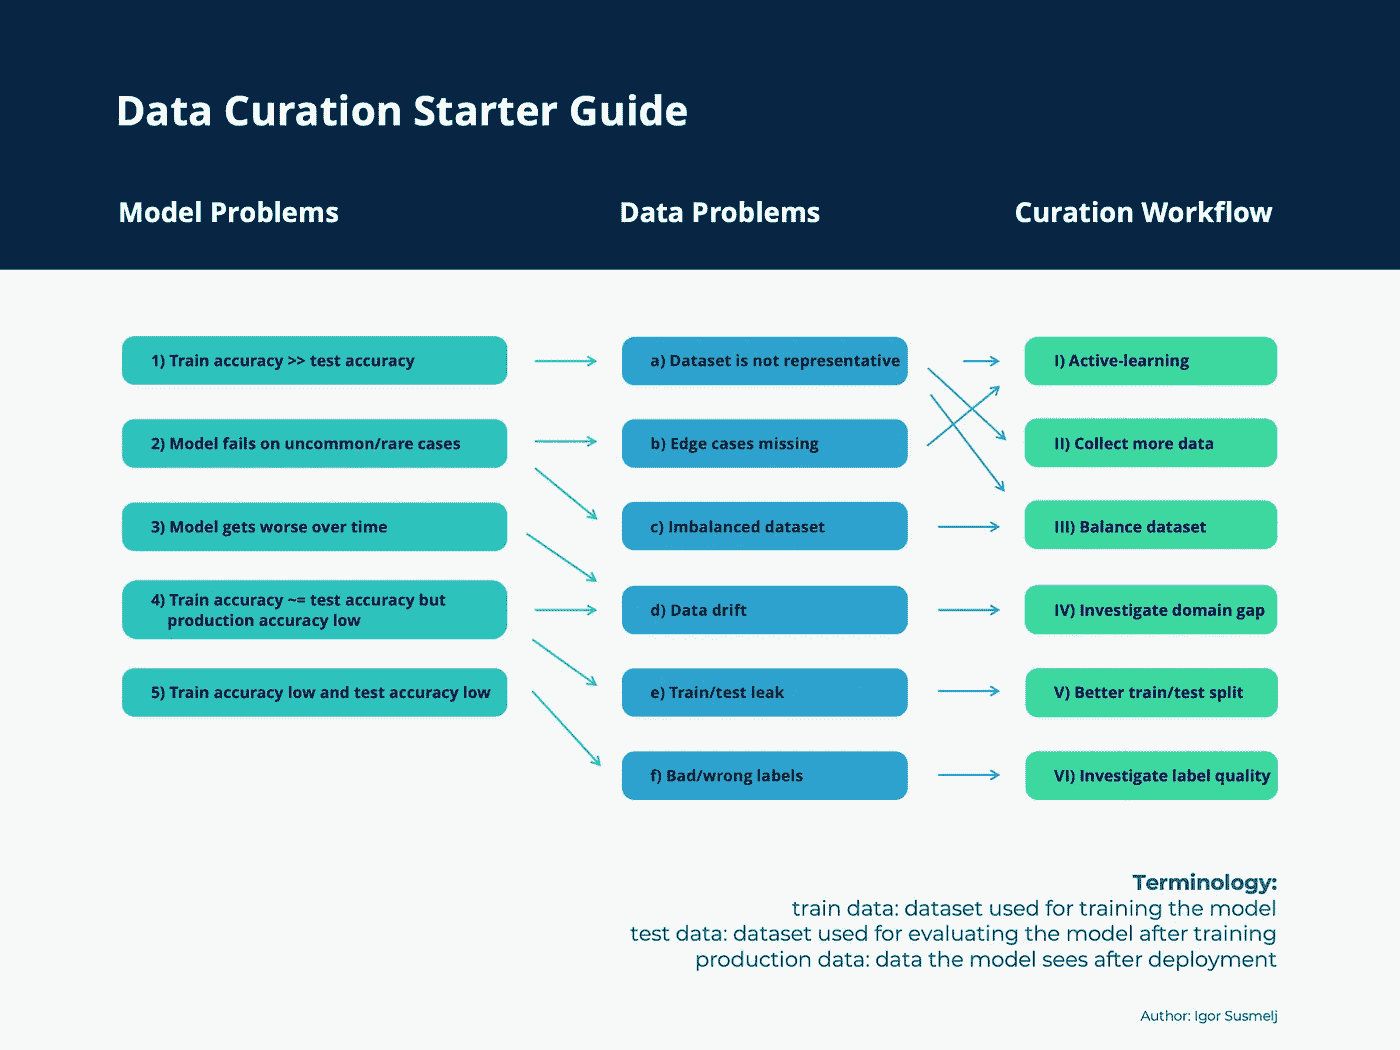 Data Curation Starter Guide
Model Problems
Data Problems
Curation Workflow
1) Train accuracy >> test accuracy
a) Dataset is not representative
I) Active-learning
2) Model fails on uncommon/rare cases
b) Edge cases missing
II) Collect more data
3) Model gets worse over time
c) Imbalanced dataset
III) Balance dataset
4) Train accuracy ~= test accuracy but
production accuracy low
d) Data drift
IV) Investigate domain gap
5) Train accuracy low and test accuracy low
e) Train/test leak
V) Better train/test split
f) Bad/wrong labels
VI) Investigate label quality
Terminology:
train data: dataset used for training the model
test data: dataset used for evaluating the model after training
production data: data the model sees after deployment
Author: Igor Susmelj